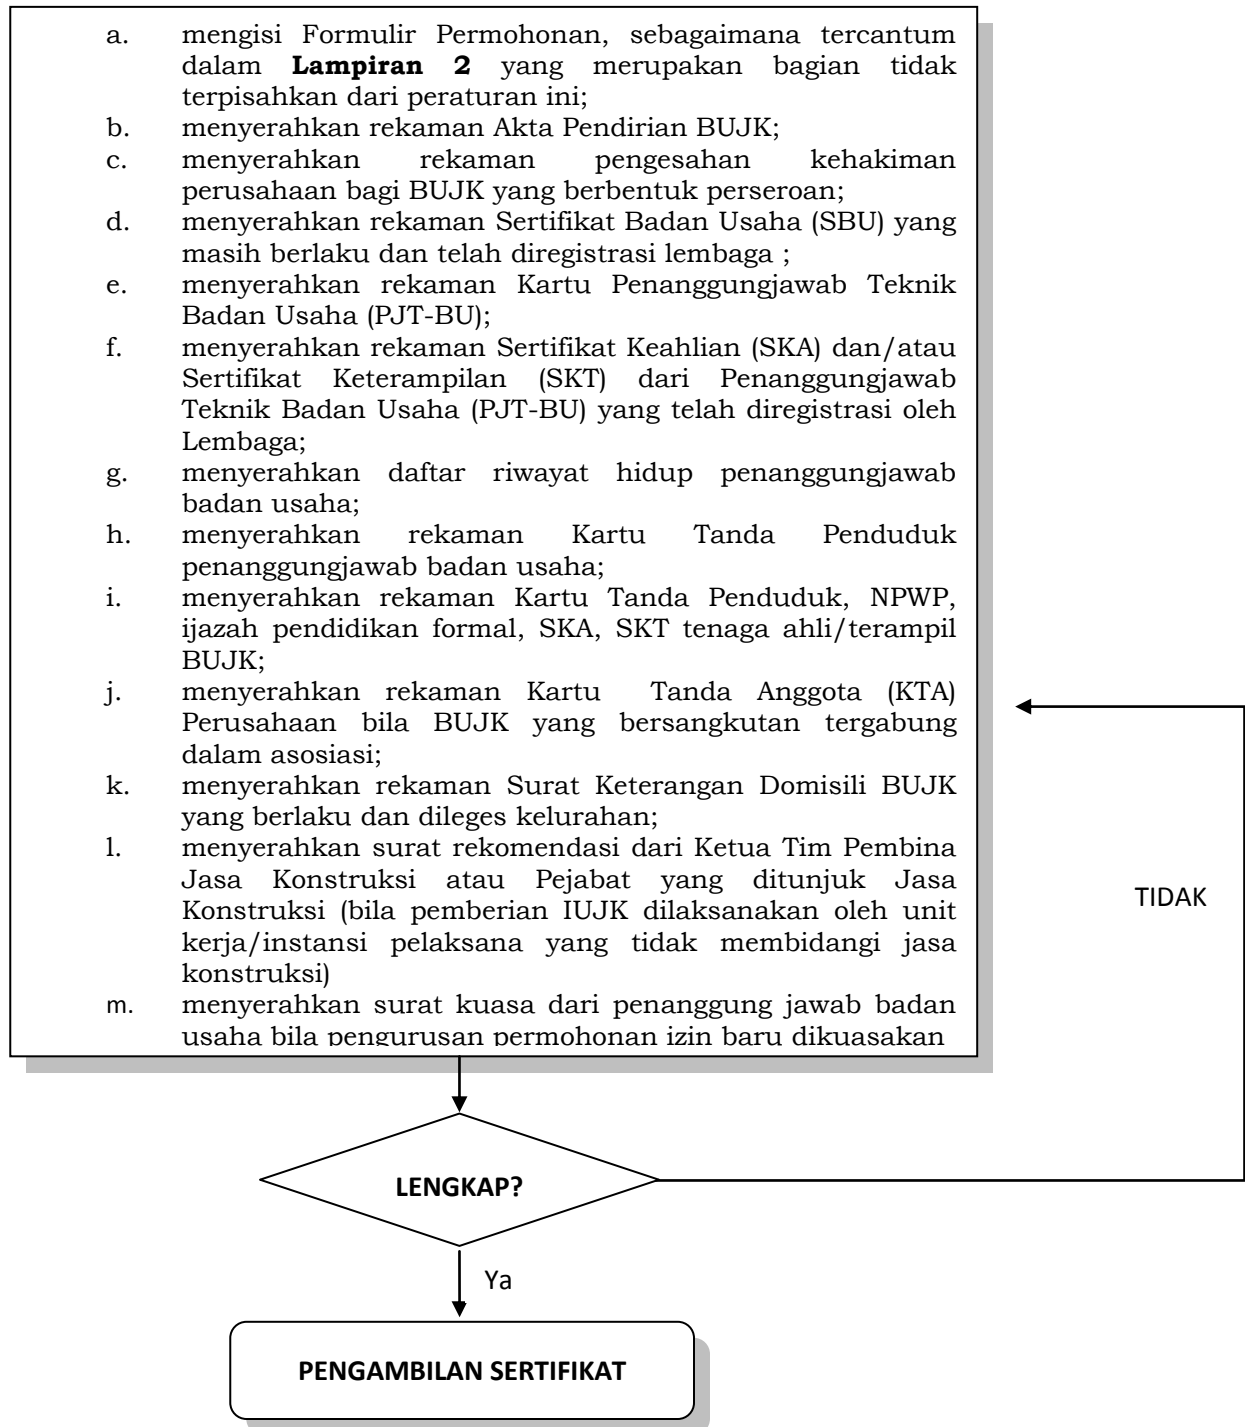 a. mengisi Formulir Permohonan, sebagaimana tercantum
dalam Lampiran 2 yang merupakan bagian tidak
terpisahkan dari peraturan ini;
b. menyerahkan rekaman Akta Pendirian BUJK;
c. menyerahkan rekaman pengesahan kehakiman
perusahaan bagi BUJK yang berbentuk perseroan;
d. menyerahkan rekaman Sertifikat Badan Usaha (SBU) yang
masih berlaku dan telah diregistrasi lembaga ;
e. menyerahkan rekaman Kartu Penanggungjawab Teknik
Badan Usaha (PJT-BU);
f. menyerahkan rekaman Sertifikat Keahlian (SKA) dan/atau
Sertifikat Keterampilan (SKT) dari Penanggungjawab
Teknik Badan Usaha (PJT-BU) yang telah diregistrasi oleh
Lembaga;
g. menyerahkan daftar riwayat hidup penanggungjawab
badan usaha;
h. menyerahkan rekaman Kartu Tanda Penduduk
penanggungjawab badan usaha;
i. menyerahkan rekaman Kartu Tanda Penduduk, NPWP,
ijazah pendidikan formal, SKA, SKT tenaga ahli/terampil
BUJK;
j. menyerahkan rekaman Kartu Tanda Anggota (KTA)
Perusahaan bila BUJK yang bersangkutan tergabung
dalam asosiasi;
k. menyerahkan rekaman Surat Keterangan Domisili BUJK
yang berlaku dan dileges kelurahan;
l. menyerahkan surat rekomendasi dari Ketua Tim Pembina
Jasa Konstruksi atau Pejabat yang ditunjuk Jasa
Konstruksi (bila pemberian IUJK dilaksanakan oleh unit
kerja/instansi pelaksana yang tidak membidangi jasa
konstruksi)
m. menyerahkan surat kuasa dari penanggung jawab badan
usaha bila pengurusan permohonan izin baru dikuasakan
TIDAK
LENGKAP?
Ya
PENGAMBILAN SERTIFIKAT